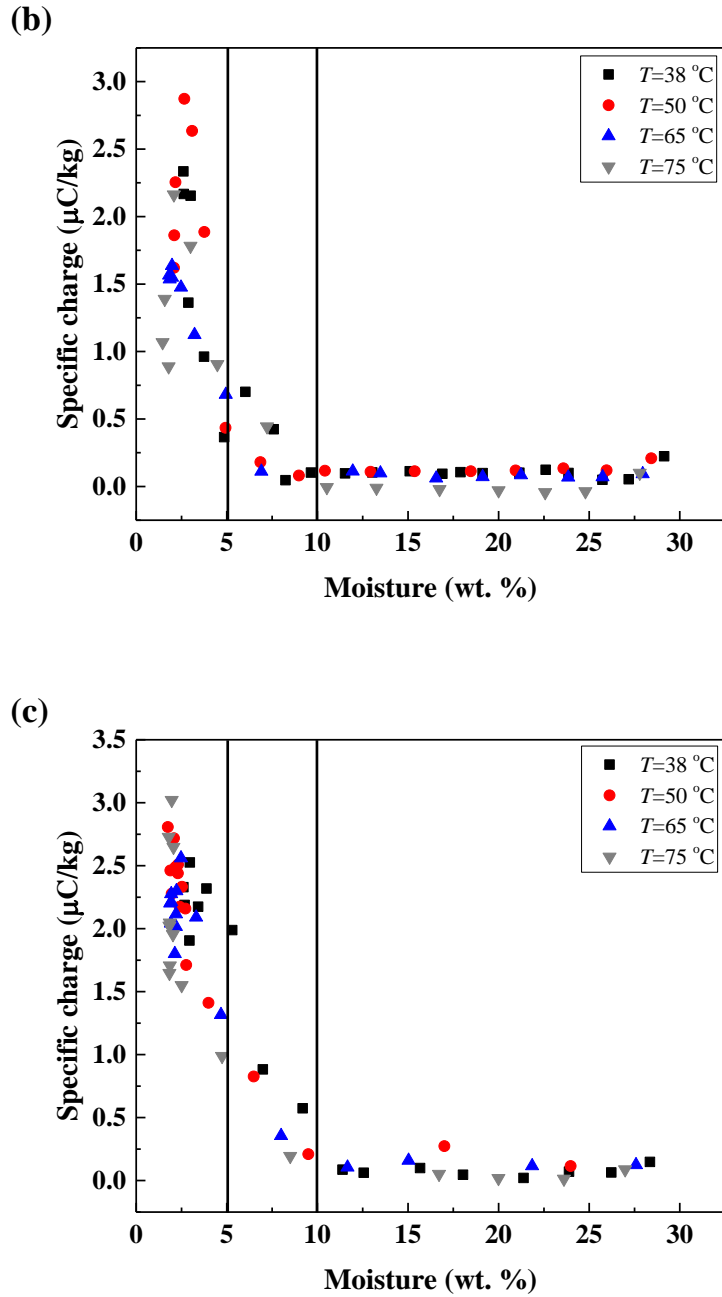 (b)
Specific charge (µC/kg)
3.0
2.5
2.0
1.5
1.0
0.5
0.0
T=38 °C
T=50 °C
T=65 °C
T=75 °C
0 5 10 15 20 25 30
Moisture (wt. %)
(c)
Specific charge (µC/kg)
3.5
3.0
2.5
2.0
1.5
1.0
0.5
0.0
T=38 °C
T=50 °C
T=65 °C
T=75 °C
0 5 10 15 20 25 30
Moisture (wt. %)